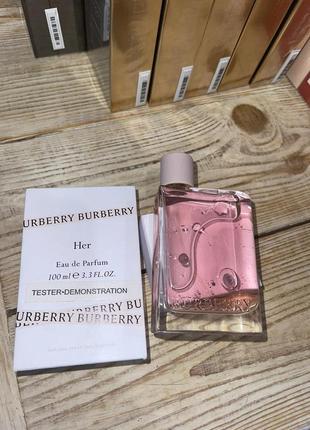 URBERRY BURBERRY
Her
Eau de Parfum
100 ml ℮ 3.3 FL.OZ.
TESTER•DEMONSTRATION
URBERRY BURBERRY